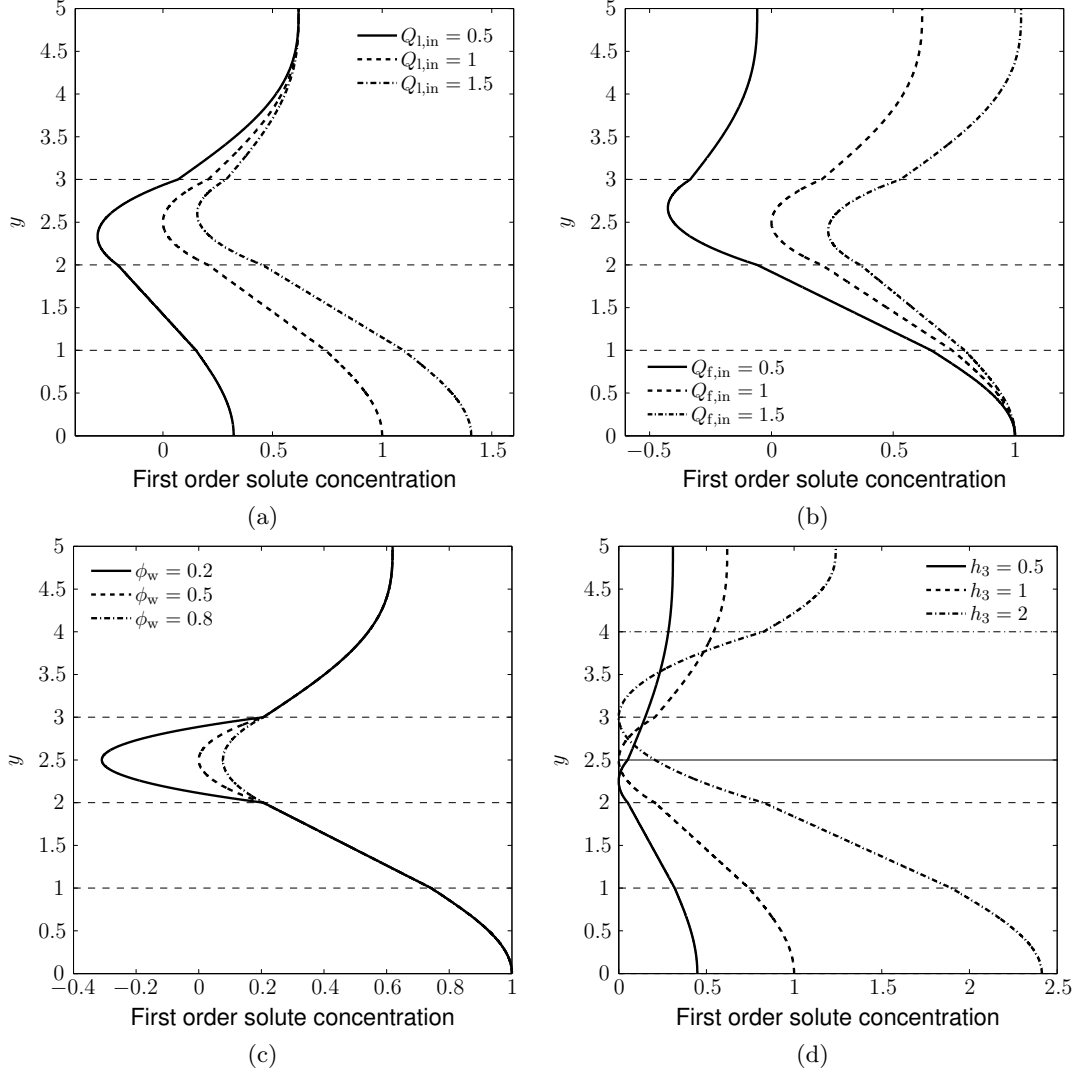 5
4.5
4
3.5
3
2.5
2
1.5
1
0.5
0
y
Q_l,in = 0.5
Q_l,in = 1
Q_l,in = 1.5
0 0.5 1 1.5
First order solute concentration
(a)
5
4.5
4
3.5
3
2.5
2
1.5
1
0.5
0
y
Q_f,in = 0.5
Q_f,in = 1
Q_f,in = 1.5
−0.5 0 0.5 1
First order solute concentration
(b)
5
4.5
4
3.5
3
2.5
2
1.5
1
0.5
0
y
ϕ_w = 0.2
ϕ_w = 0.5
ϕ_w = 0.8
−0.4 −0.2 0 0.2 0.4 0.6 0.8 1
First order solute concentration
(c)
5
4.5
4
3.5
3
2.5
2
1.5
1
0.5
0
y
h_3 = 0.5
h_3 = 1
h_3 = 2
0 0.5 1 1.5 2 2.5
First order solute concentration
(d)